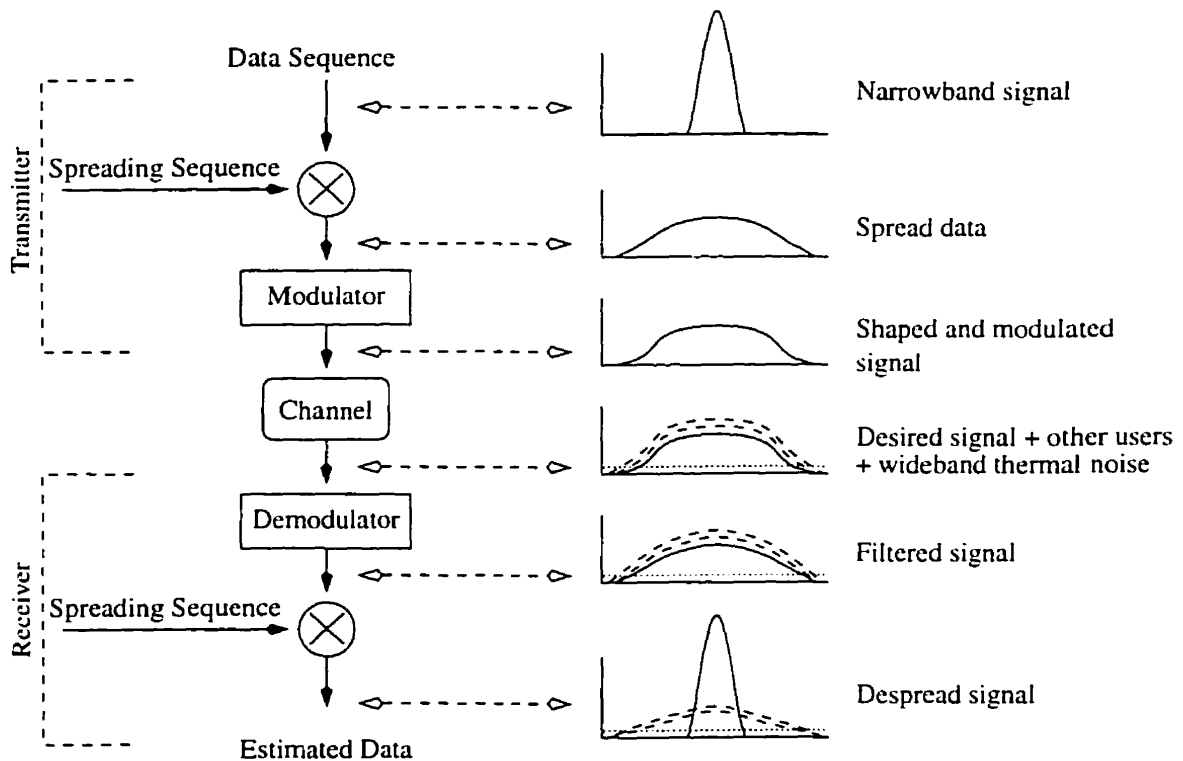 Data Sequence
Narrowband signal
Transmitter
Spreading Sequence
Spread data
Modulator
Shaped and modulated
signal
Channel
Desired signal + other users
+ wideband thermal noise
Demodulator
Filtered signal
Receiver
Spreading Sequence
Despread signal
Estimated Data